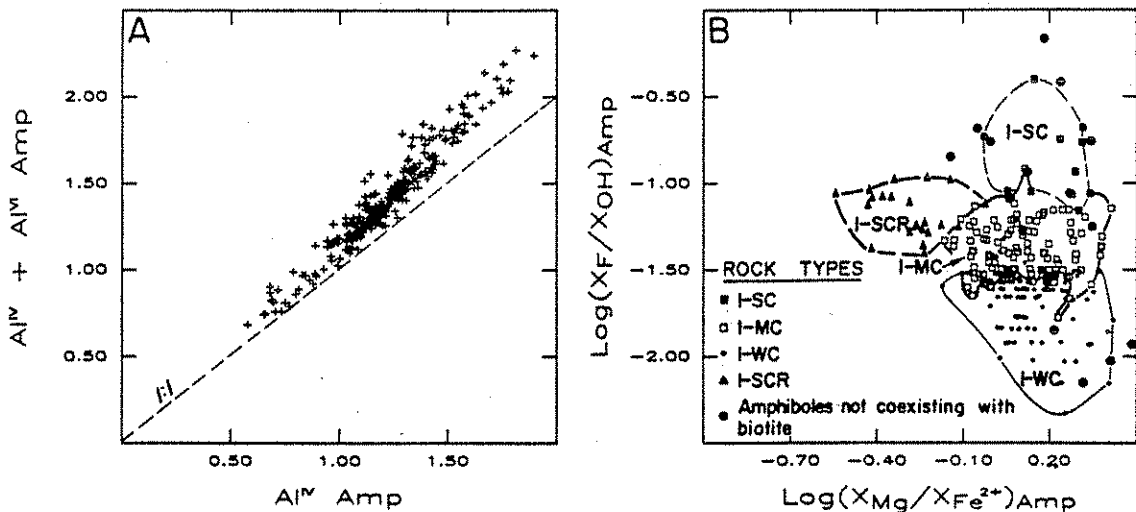 A
Al^IV + Al^VI Amp
2.00
1.50
1.00
0.50
1:1
0.50
1.00
1.50
Al^IV Amp
B
Log(X_F/X_OH)Amp
-0.50
-1.00
-1.50
-2.00
I-SC
I-SCR
I-MC
I-WC
ROCK TYPES
I-SC
I-MC
I-WC
I-SCR
Amphiboles not coexisting with
biotite
-0.70
-0.40
-0.10
0.20
Log(X_Mg/X_Fe²⁺)Amp